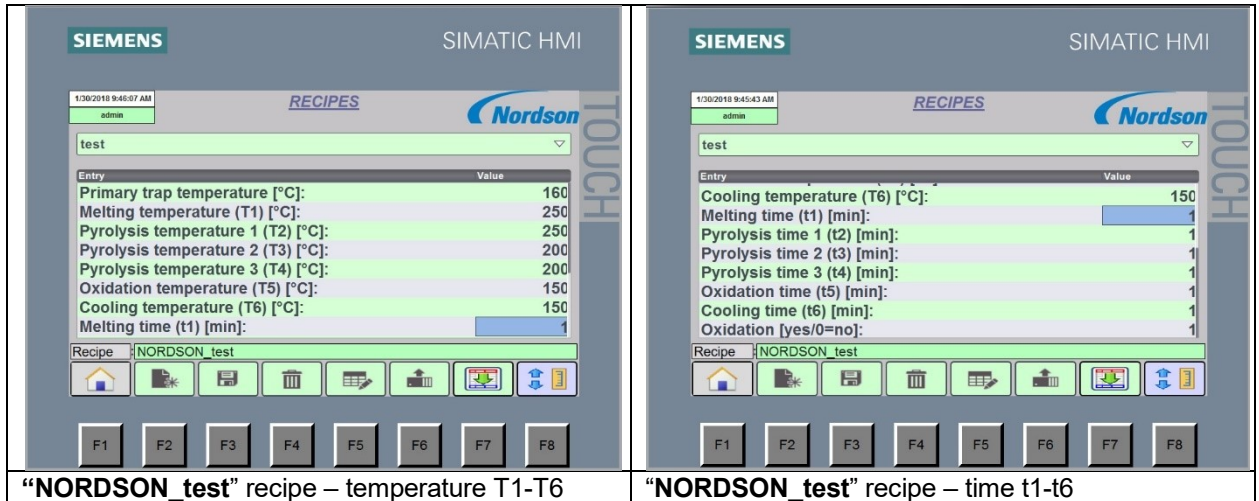 SIEMENS
SIMATIC HMI
TOUCH
1/30/2018 9:46:07 AM
admin
RECIPES
Nordson
test
Entry Value
Primary trap temperature [°C]: 160
Melting temperature (T1) [°C]: 250
Pyrolysis temperature 1 (T2) [°C]: 250
Pyrolysis temperature 2 (T3) [°C]: 200
Pyrolysis temperature 3 (T4) [°C]: 200
Oxidation temperature (T5) [°C]: 150
Cooling temperature (T6) [°C]: 150
Melting time (t1) [min]: 1
Recipe NORDSON_test
F1 F2 F3 F4 F5 F6 F7 F8
“NORDSON_test” recipe – temperature T1-T6
SIEMENS
SIMATIC HMI
TOUCH
1/30/2018 9:45:43 AM
admin
RECIPES
Nordson
test
Entry Value
Cooling temperature (T6) [°C]: 150
Melting time (t1) [min]: 1
Pyrolysis time 1 (t2) [min]: 1
Pyrolysis time 2 (t3) [min]: 1
Pyrolysis time 3 (t4) [min]: 1
Oxidation time (t5) [min]: 1
Cooling time (t6) [min]: 1
Oxidation [yes/0=no]: 1
Recipe NORDSON_test
F1 F2 F3 F4 F5 F6 F7 F8
“NORDSON_test” recipe – time t1-t6